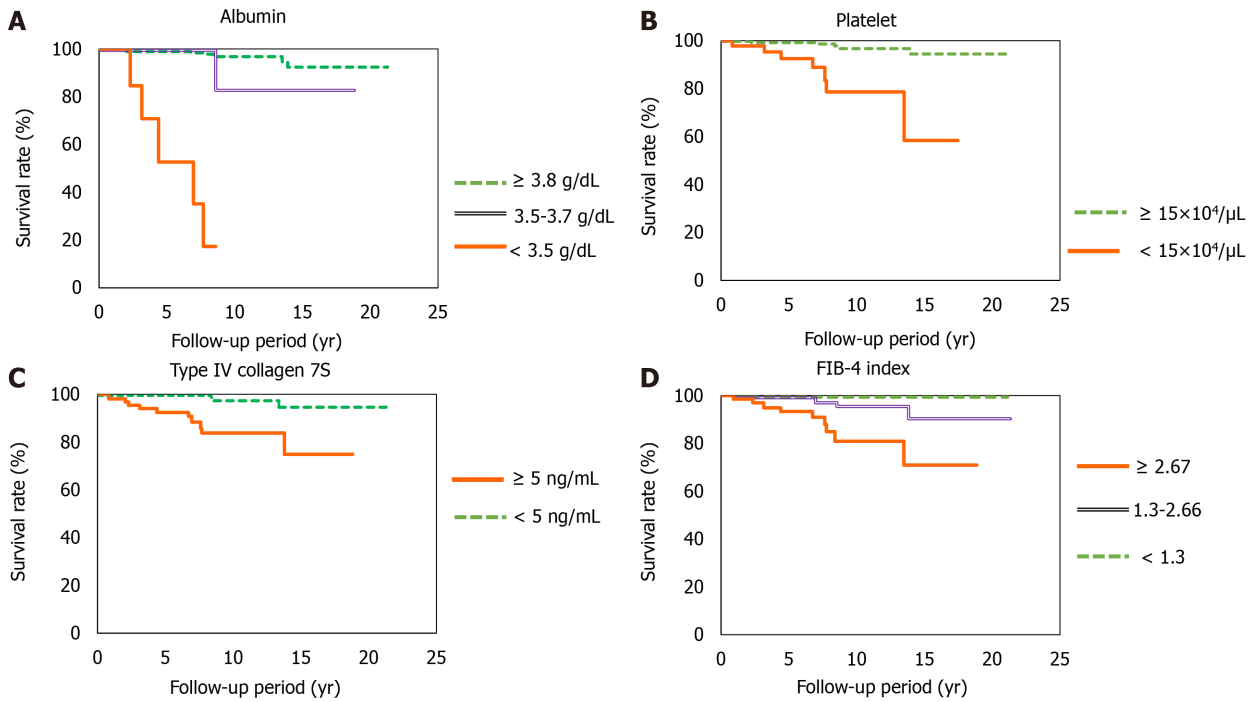 A
Albumin
Survival rate (%)
100
80
60
40
20
0
0 5 10 15 20 25
Follow-up period (yr)
≥ 3.8 g/dL
3.5-3.7 g/dL
< 3.5 g/dL
B
Platelet
Survival rate (%)
100
80
60
40
20
0
0 5 10 15 20 25
Follow-up period (yr)
≥ 15×10⁴/μL
< 15×10⁴/μL
C
Type IV collagen 7S
Survival rate (%)
100
80
60
40
20
0
0 5 10 15 20 25
Follow-up period (yr)
≥ 5 ng/mL
< 5 ng/mL
D
FIB-4 index
Survival rate (%)
100
80
60
40
20
0
0 5 10 15 20 25
Follow-up period (yr)
≥ 2.67
1.3-2.66
< 1.3